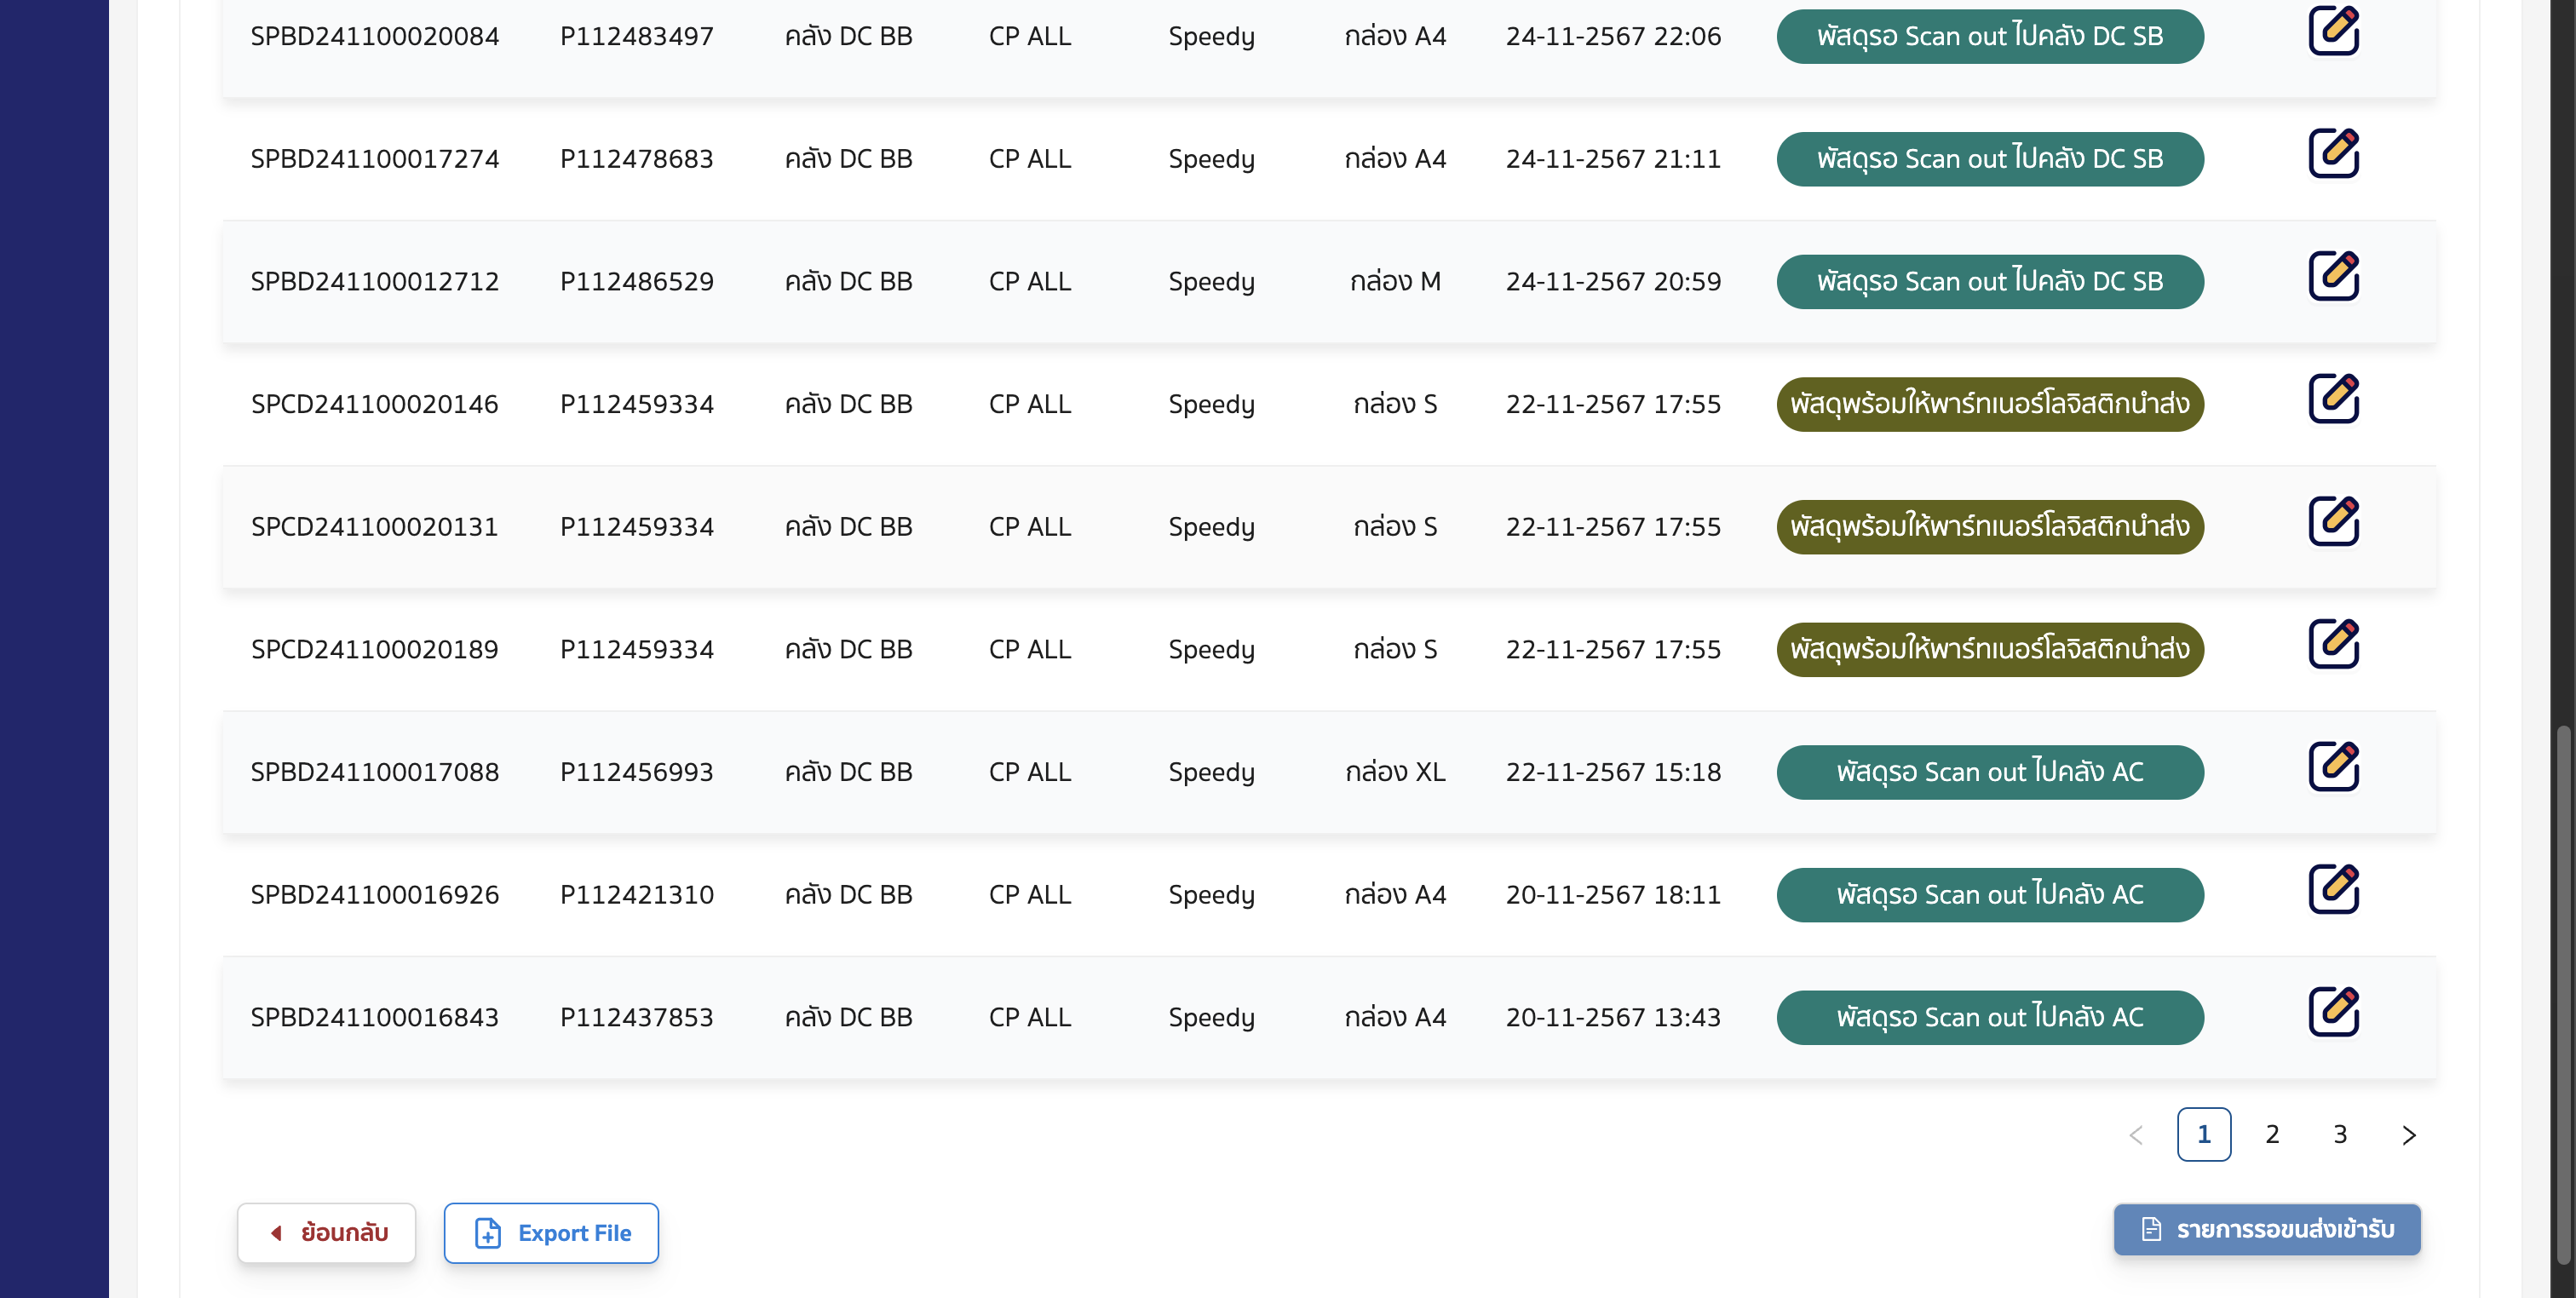 SPBD241100020084 P112483497 คลัง DC BB CP ALL Speedy กล่อง A4 24-11-2567 22:06 พัสดุรอ Scan out ไปคลัง DC SB
SPBD241100017274 P112478683 คลัง DC BB CP ALL Speedy กล่อง A4 24-11-2567 21:11 พัสดุรอ Scan out ไปคลัง DC SB
SPBD241100012712 P112486529 คลัง DC BB CP ALL Speedy กล่อง M 24-11-2567 20:59 พัสดุรอ Scan out ไปคลัง DC SB
SPCD241100020146 P112459334 คลัง DC BB CP ALL Speedy กล่อง S 22-11-2567 17:55 พัสดุพร้อมให้พาร์ทเนอร์โลจิสติกนำส่ง
SPCD241100020131 P112459334 คลัง DC BB CP ALL Speedy กล่อง S 22-11-2567 17:55 พัสดุพร้อมให้พาร์ทเนอร์โลจิสติกนำส่ง
SPCD241100020189 P112459334 คลัง DC BB CP ALL Speedy กล่อง S 22-11-2567 17:55 พัสดุพร้อมให้พาร์ทเนอร์โลจิสติกนำส่ง
SPBD241100017088 P112456993 คลัง DC BB CP ALL Speedy กล่อง XL 22-11-2567 15:18 พัสดุรอ Scan out ไปคลัง AC
SPBD241100016926 P112421310 คลัง DC BB CP ALL Speedy กล่อง A4 20-11-2567 18:11 พัสดุรอ Scan out ไปคลัง AC
SPBD241100016843 P112437853 คลัง DC BB CP ALL Speedy กล่อง A4 20-11-2567 13:43 พัสดุรอ Scan out ไปคลัง AC
1 2 3
ย้อนกลับ Export File รายการรอขนส่งเข้ารับ